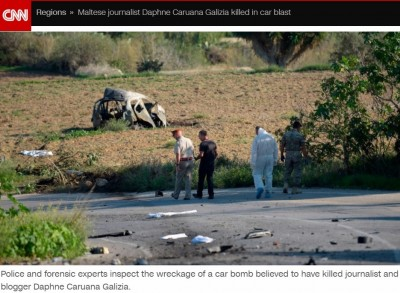 CNN
Regions » Maltese journalist Daphne Caruana Galizia killed in car blast
Police and forensic experts inspect the wreckage of a car bomb believed to have killed journalist and
blogger Daphne Caruana Galizia.